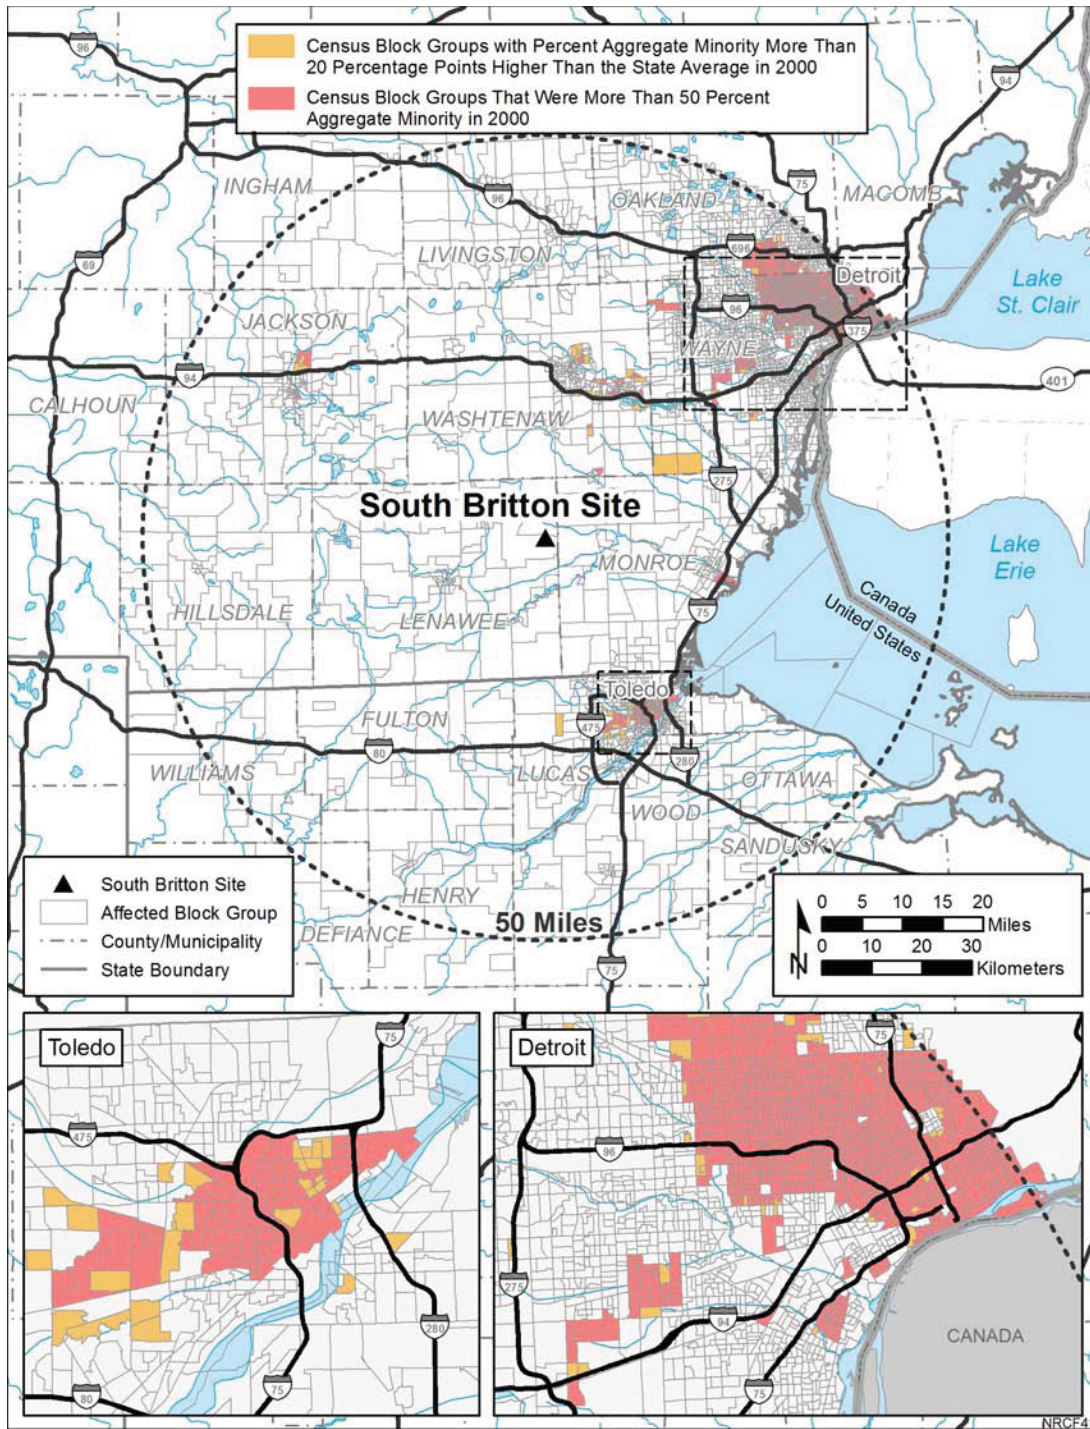 Census Block Groups with Percent Aggregate Minority More Than
20 Percentage Points Higher Than the State Average in 2000
Census Block Groups That Were More Than 50 Percent
Aggregate Minority in 2000
96
94
75
INGHAM
OAKLAND
MACOMB
96
LIVINGSTON
696
69
Detroit
Lake
St. Clair
JACKSON
96
375
WAYNE
94
401
CALHOUN
WASHTENAW
275
South Britton Site
Lake
Erie
MONROE
Canada
United States
HILLSDALE
LENAWEE
75
Toledo
FULTON
475
80
280
WILLIAMS
LUCAS
OTTAWA
WOOD
SANDUSKY
HENRY
50 Miles
DEFIANCE
75
South Britton Site
Affected Block Group
County/Municipality
State Boundary
0 5 10 15 20
Miles
0 10 20 30
Kilometers
N
Toledo
75
475
280
75
80
Detroit
75
96
275
94
75
CANADA